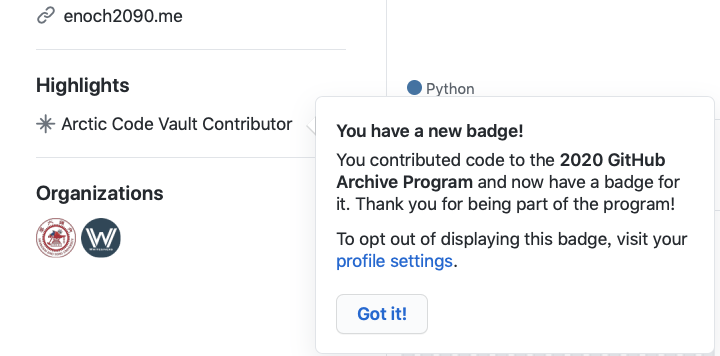 enoch2090.me
Highlights
Arctic Code Vault Contributor
Organizations
Python
You have a new badge!
You contributed code to the 2020 GitHub
Archive Program and now have a badge for
it. Thank you for being part of the program!
To opt out of displaying this badge, visit your
profile settings.
Got it!